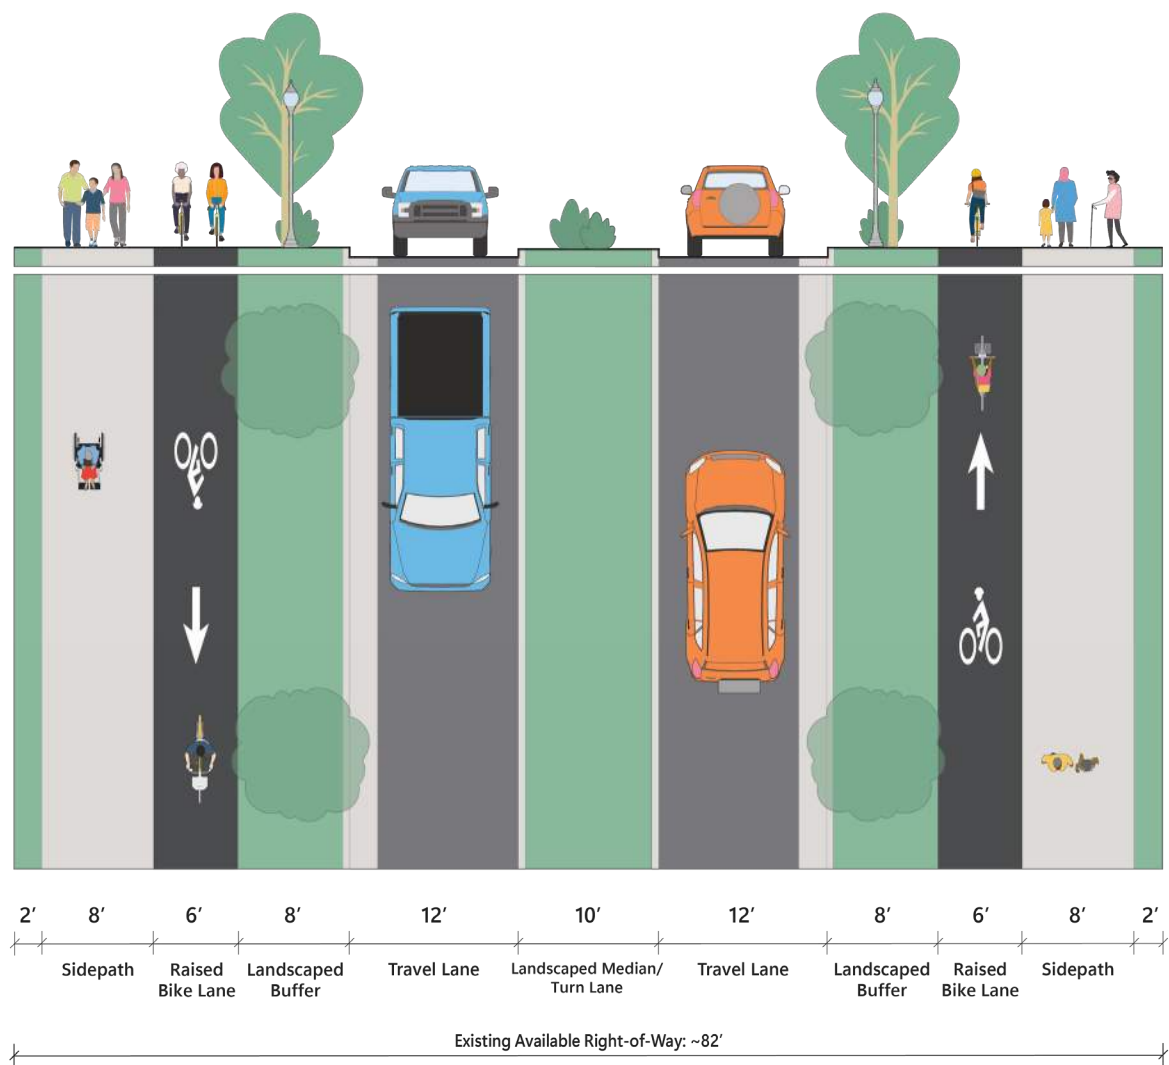 2’ 8’ 6’ 8’ 12’ 10’ 12’ 8’ 6’ 8’ 2’
Sidepath Raised Landscaped Travel Lane Landscaped Median/ Travel Lane Landscaped Raised Sidepath
Bike Lane Buffer Turn Lane Buffer Bike Lane
Existing Available Right-of-Way: ~82’